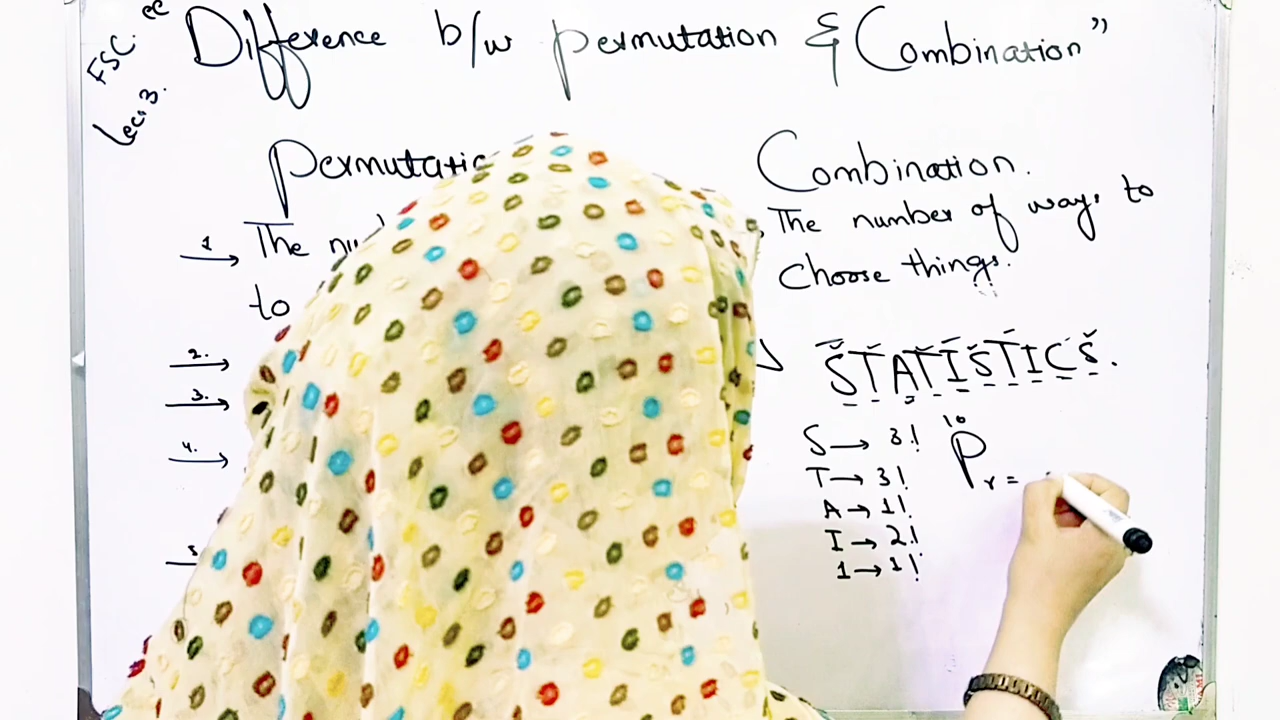 FSC.
Lec:3.
“Difference b/w permutation & Combination”
Permutatio
1 The nu
to
2.
3.
4.
5
Combination.
The number of ways to
Choose things.
STATISTICS.
S → 3!
T → 3!
A → 1!
I → 2!
1 → 1!
10
P
r =